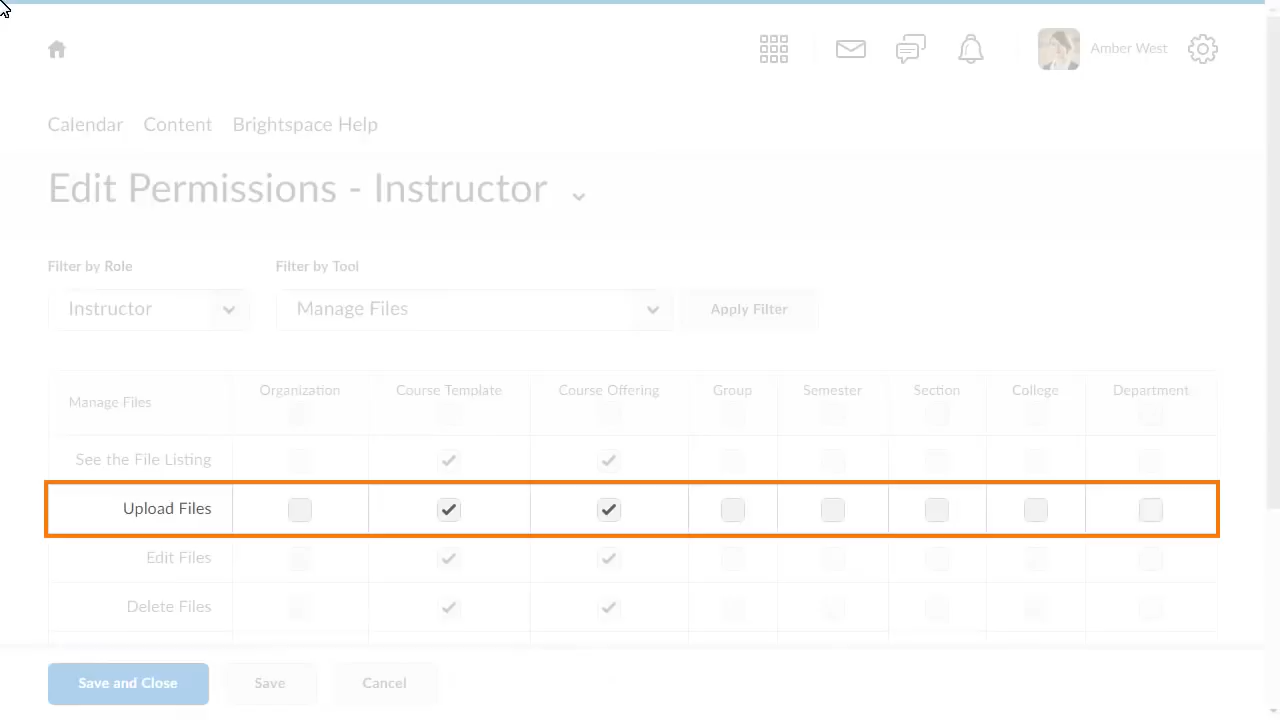 Amber West
Calendar Content Brightspace Help
Edit Permissions - Instructor
Filter by Role Filter by Tool
Instructor Manage Files Apply Filter
Manage Files Organization Course Template Course Offering Group Semester Section College Department
See the File Listing
Upload Files
Edit Files
Delete Files
Save and Close Save Cancel